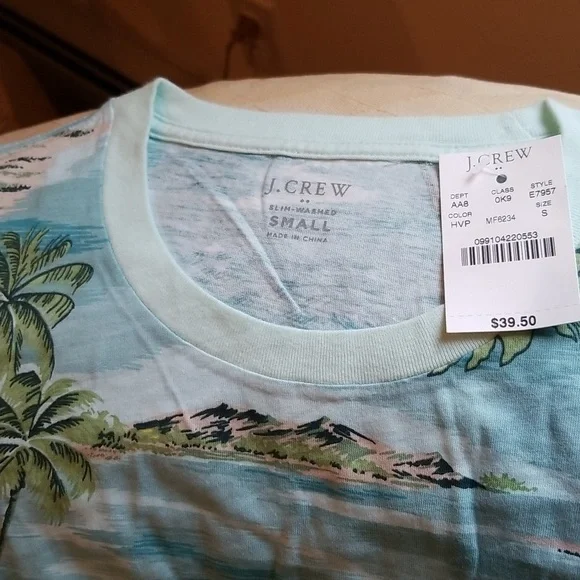 J.CREW
SLIM-WASHED
SMALL
MADE IN CHINA
J.CREW
DEPT CLASS STYLE
AA8 0K9 E7957
COLOR SIZE
HVP MF8234 S
099104220553
$39.50